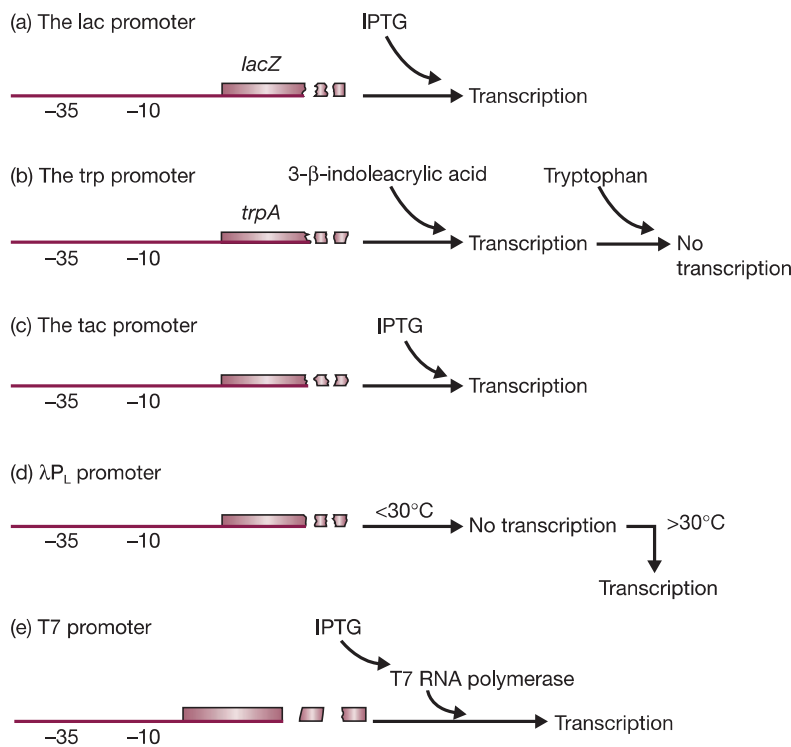 (a) The lac promoter
IPTG
lacZ
Transcription
–35 –10
(b) The trp promoter
3-β-indoleacrylic acid
Tryptophan
trpA
Transcription
No
transcription
–35 –10
(c) The tac promoter
IPTG
Transcription
–35 –10
(d) λPL promoter
<30°C
No transcription
>30°C
–35 –10
Transcription
(e) T7 promoter
IPTG
T7 RNA polymerase
Transcription
–35 –10